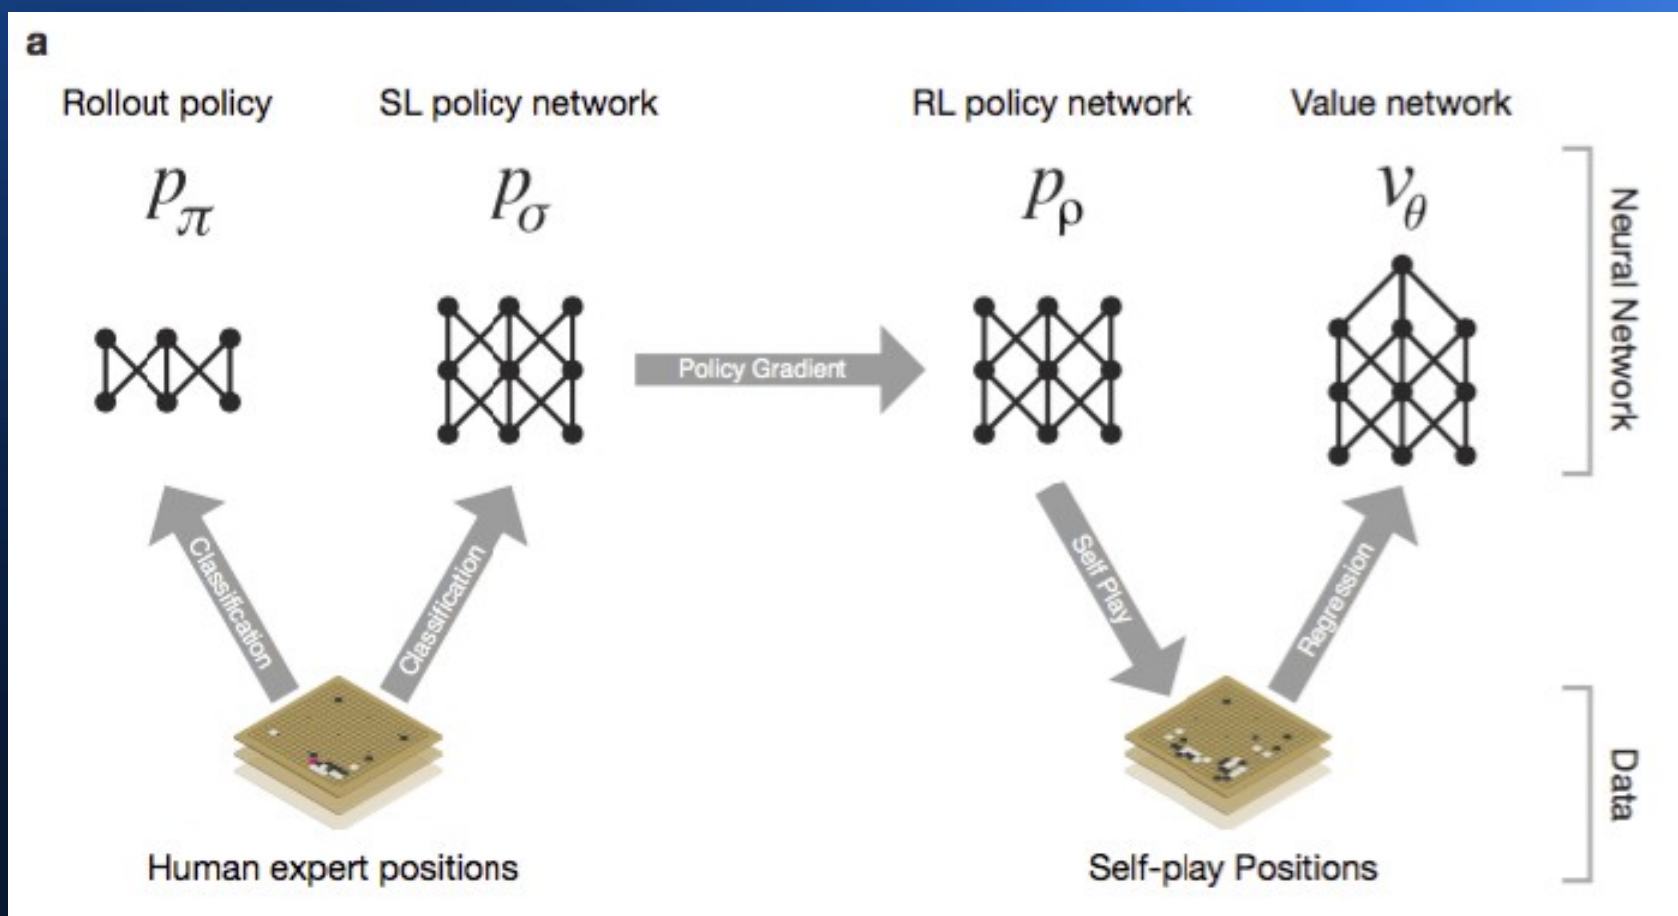 a
Rollout policy
SL policy network
RL policy network
Value network
pπ
pσ
pρ
vθ
Neural Network
Policy Gradient
Classification
Classification
Self Play
Regression
Data
Human expert positions
Self-play Positions